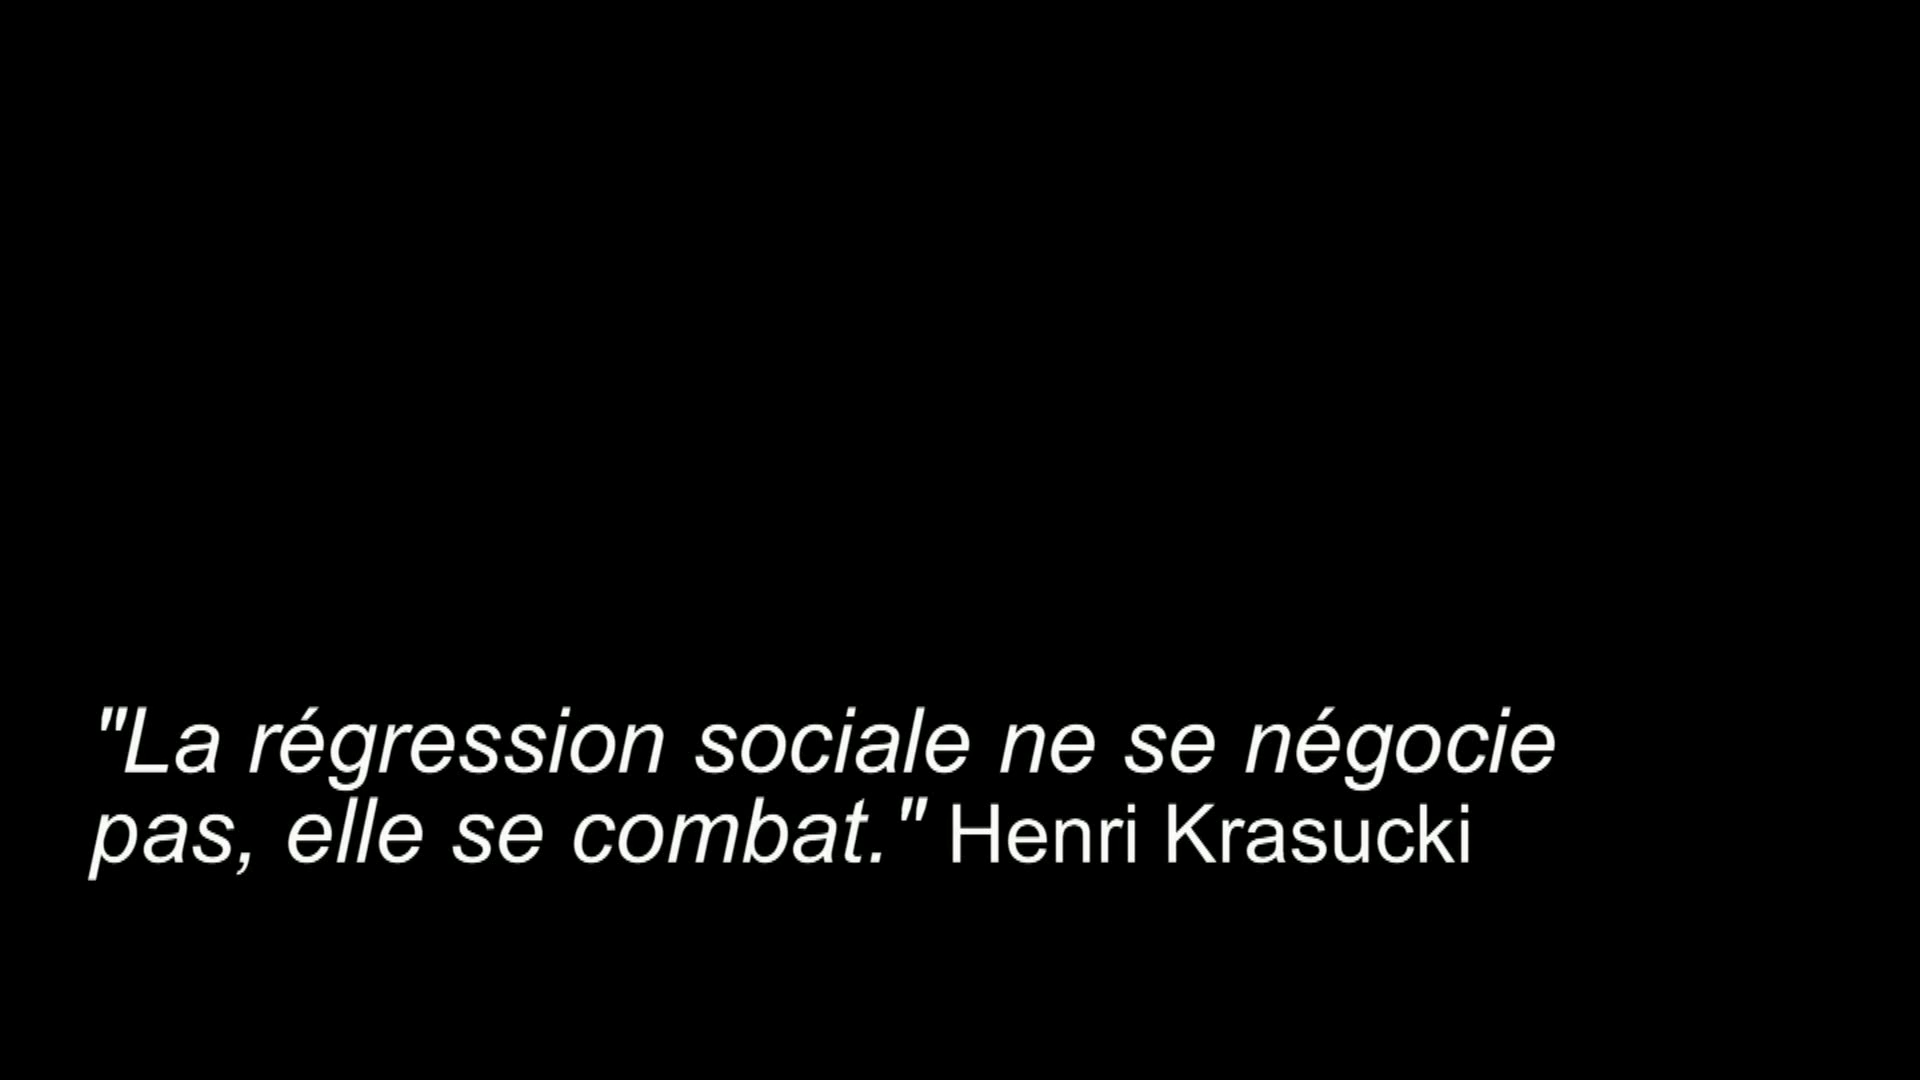 "La régression sociale ne se négocie
pas, elle se combat." Henri Krasucki